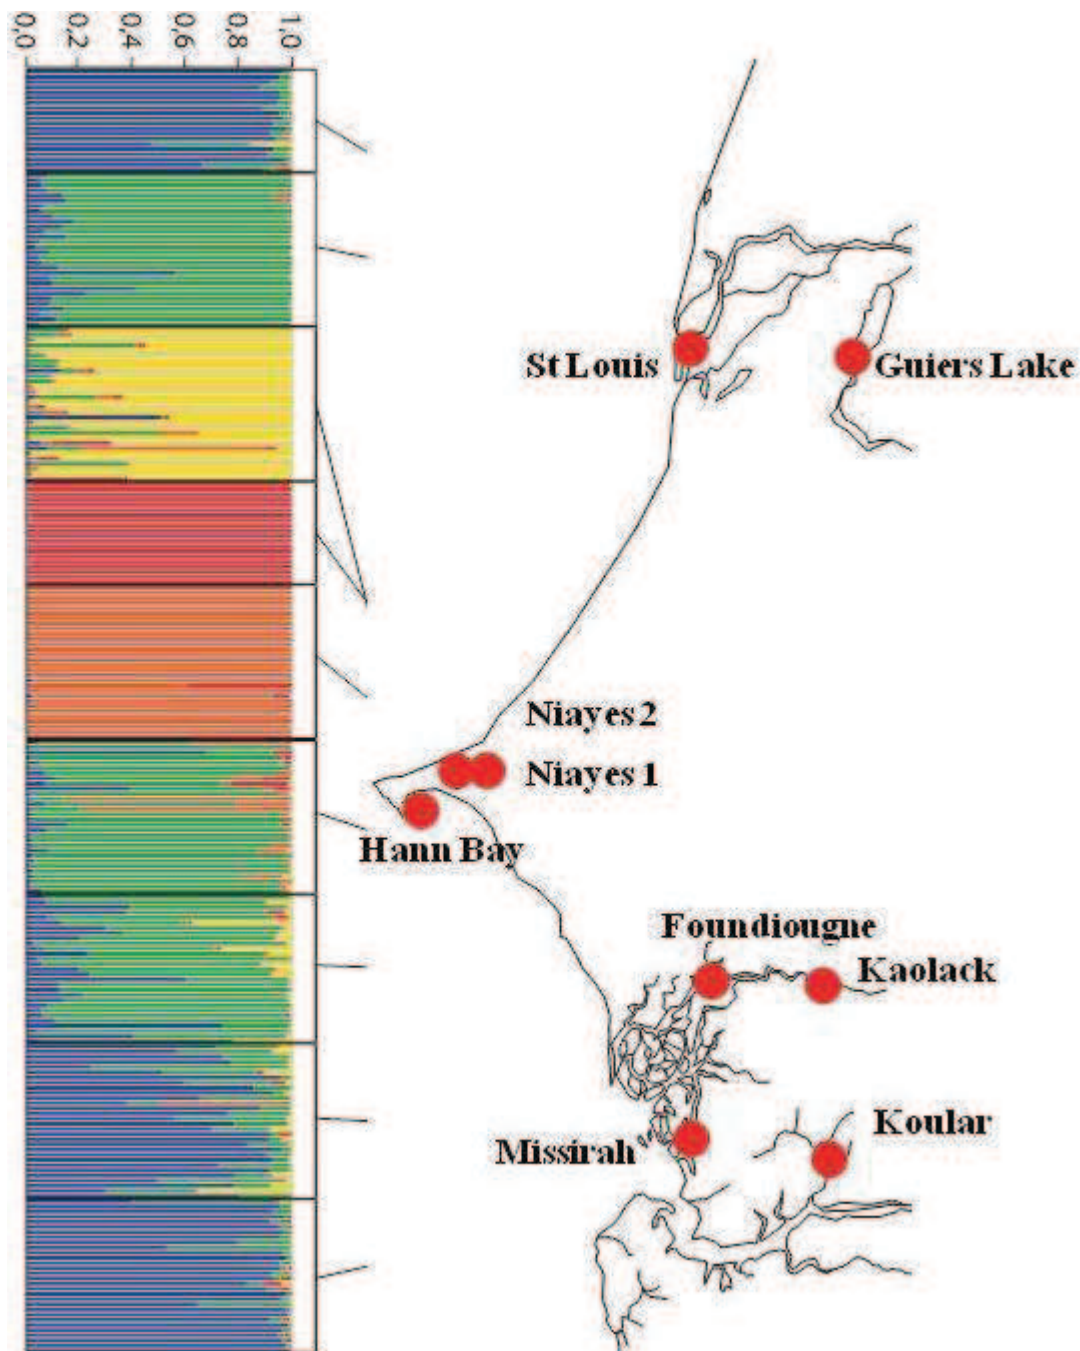 0,0 0,2 0,4 0,6 0,8 1,0
St Louis
Guiers Lake
Niayes 2
Niayes 1
Hann Bay
Foundiougne
Kaolack
Koular
Missirah